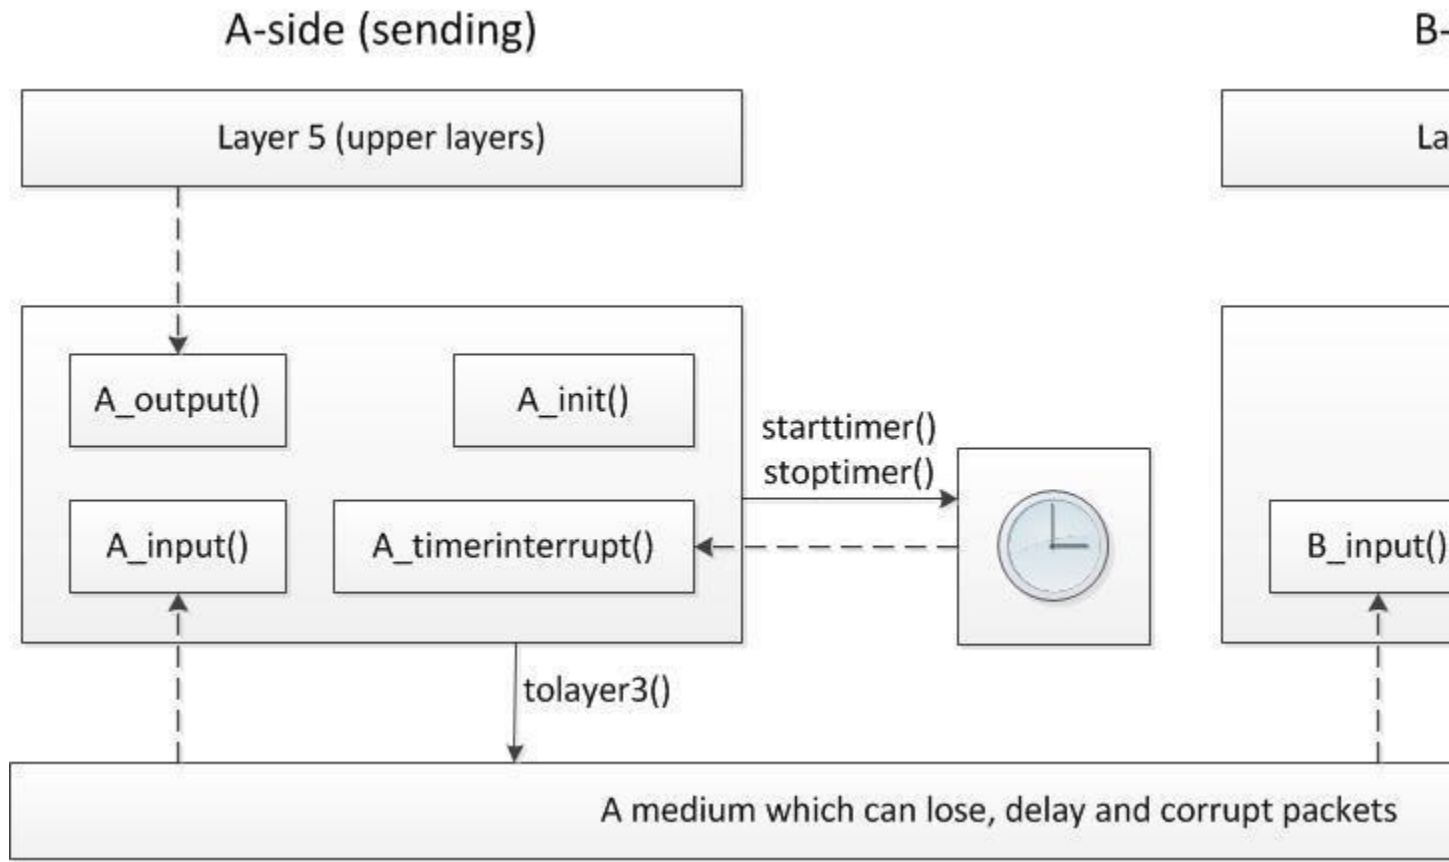 A-side (sending)
B-
Layer 5 (upper layers)
La
A_output()
A_init()
starttimer()
stoptimer()
A_input()
A_timerinterrupt()
B_input()
tolayer3()
A medium which can lose, delay and corrupt packets